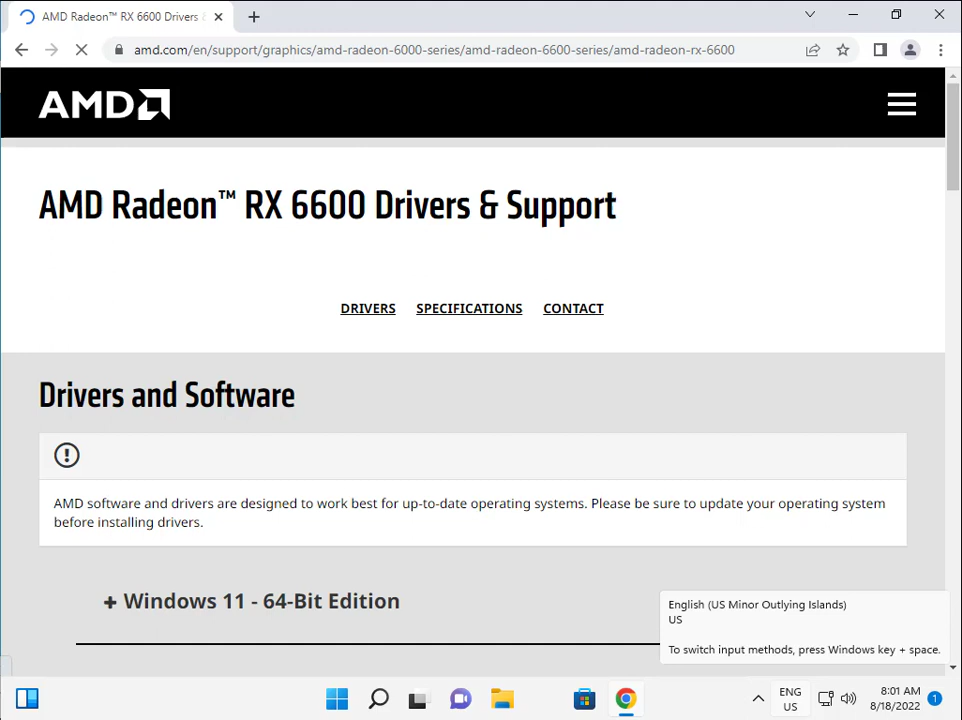 AMD Radeon™ RX 6600 Drivers &
amd.com/en/support/graphics/amd-radeon-6000-series/amd-radeon-6600-series/amd-radeon-rx-6600
AMD
AMD Radeon™ RX 6600 Drivers & Support
DRIVERS SPECIFICATIONS CONTACT
Drivers and Software
AMD software and drivers are designed to work best for up-to-date operating systems. Please be sure to update your operating system
before installing drivers.
+ Windows 11 - 64-Bit Edition
English (US Minor Outlying Islands)
US
To switch input methods, press Windows key + space.
ENG
US
8:01 AM
8/18/2022
1